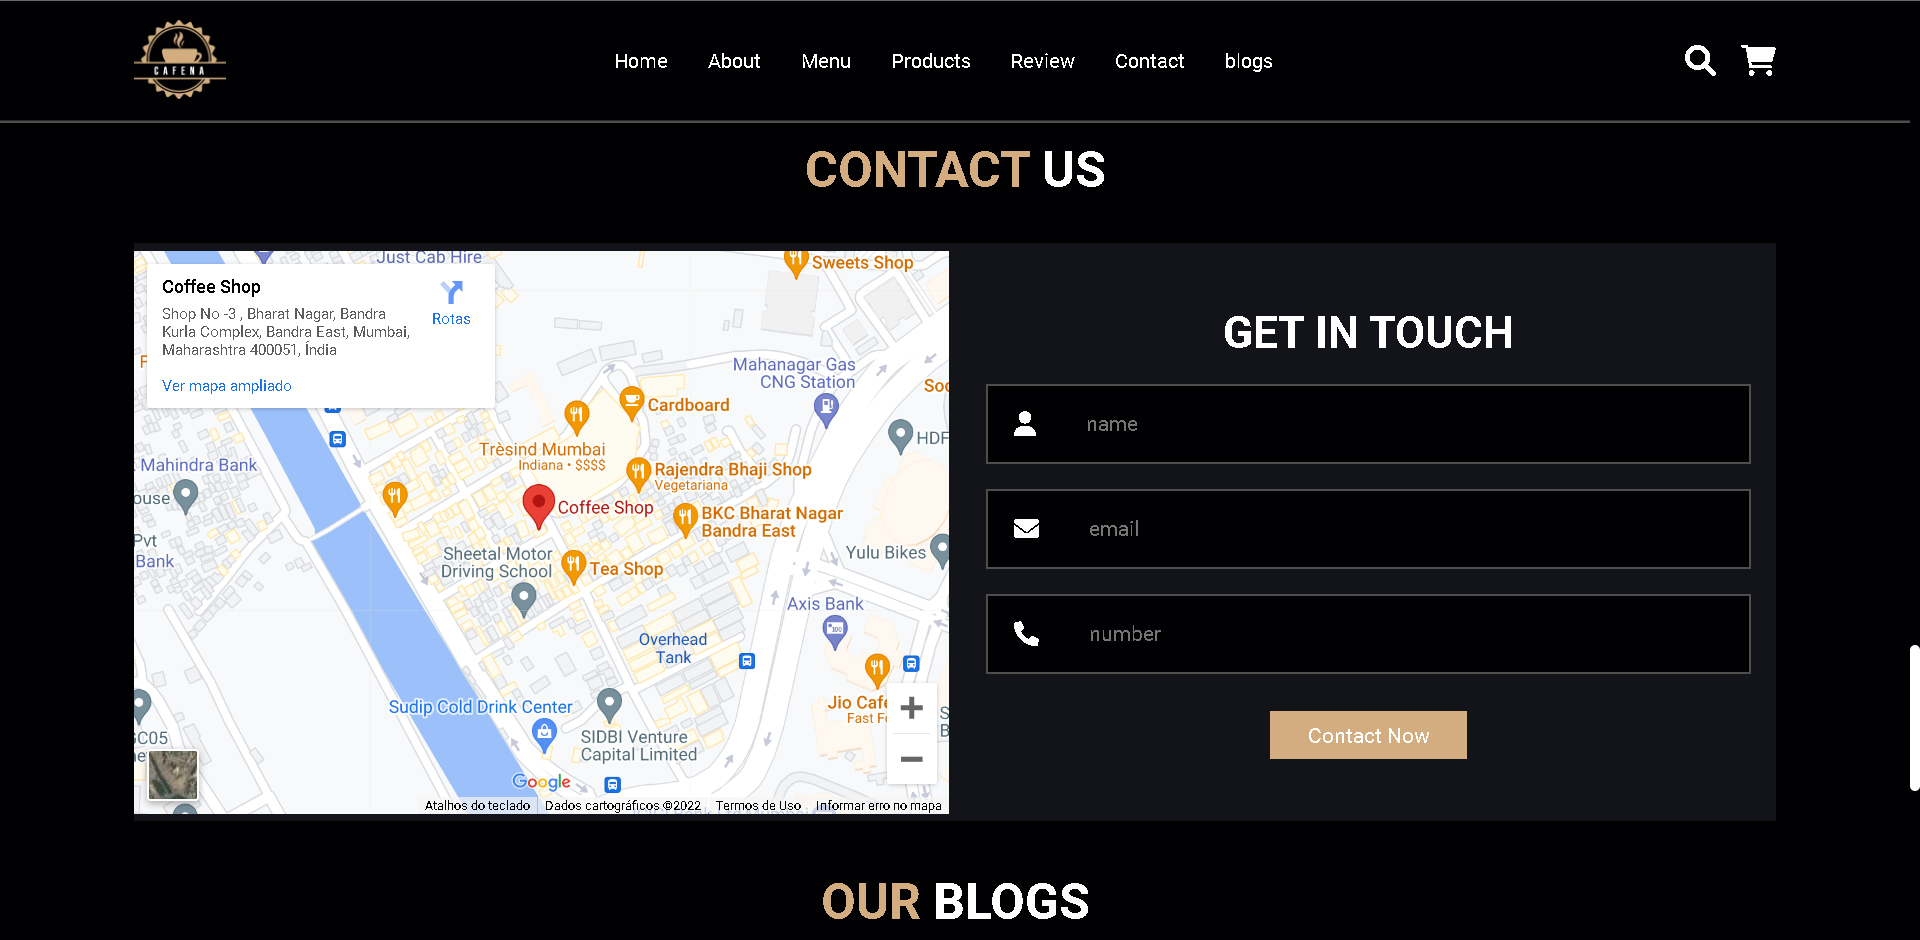 CAFENA
Home About Menu Products Review Contact blogs
CONTACT US
Just Cab Hire
Sweets Shop
Coffee Shop
Shop No -3 , Bharat Nagar, Bandra
Kurla Complex, Bandra East, Mumbai,
Maharashtra 400051, Índia
Rotas
Ver mapa ampliado
Mahanagar Gas
CNG Station
Cardboard
Trèsind Mumbai
Indiana • $$$$
HDF
Mahindra Bank
Rajendra Bhaji Shop
Vegetariana
ouse
Coffee Shop
BKC Bharat Nagar
Bandra East
Pvt
Bank
Sheetal Motor
Driving School
Tea Shop
Yulu Bikes
Axis Bank
Overhead
Tank
Sudip Cold Drink Center
Jio Cafe
SIDBI Venture
Capital Limited
GC05
Google
Atalhos do teclado Dados cartográficos ©2022 Termos de Uso Informar erro no mapa
GET IN TOUCH
name
email
number
Contact Now
OUR BLOGS